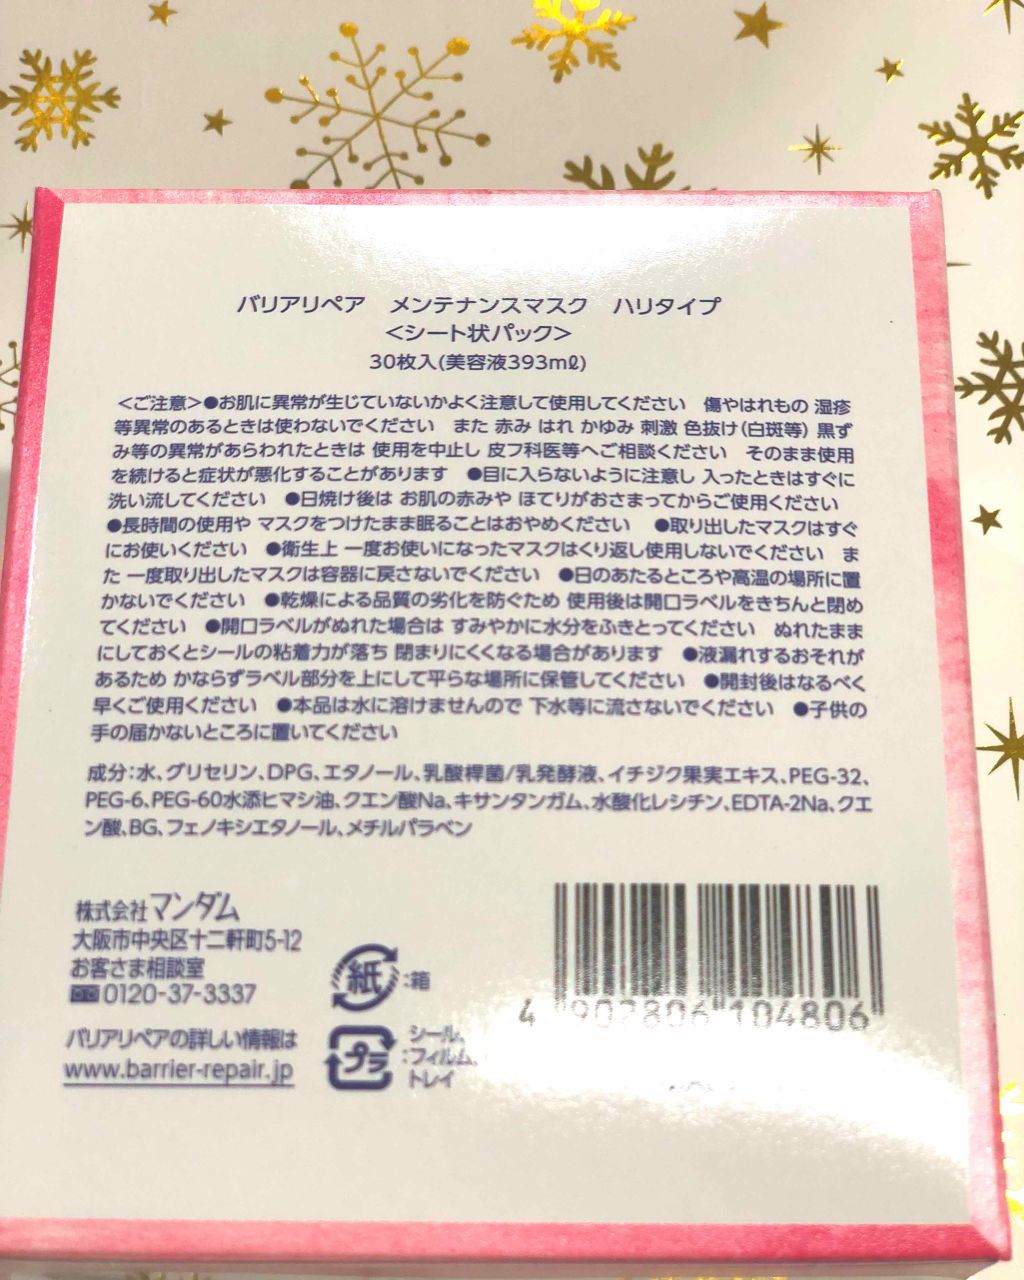 バリアリペア　メンテナンスマスク　ハリタイプ
<シート状パック>
30枚入(美容液393mℓ)
<ご注意>●お肌に異常が生じていないかよく注意して使用してください　傷やはれもの 湿疹
等異常のあるときは使わないでください　また 赤み はれ かゆみ 刺激 色抜け(白斑等) 黒ず
み等の異常があらわれたときは 使用を中止し 皮フ科医等へご相談ください　そのまま使用
を続けると症状が悪化することがあります　●目に入らないように注意し 入ったときはすぐに
洗い流してください　●日焼け後は お肌の赤みや ほてりがおさまってからご使用ください
●長時間の使用や マスクをつけたまま眠ることはおやめください　●取り出したマスクはすぐ
にお使いください　●衛生上 一度お使いになったマスクはくり返し使用しないでください　ま
た 一度取り出したマスクは容器に戻さないでください　●日のあたるところや高温の場所に置
かないでください　●乾燥による品質の劣化を防ぐため 使用後は開口ラベルをきちんと閉め
てください　●開口ラベルがぬれた場合は すみやかに水分をふきとってください　ぬれたまま
にしておくとシールの粘着力が落ち 閉まりにくくなる場合があります　●液漏れするおそれが
あるため かならずラベル部分を上にして平らな場所に保管してください　●開封後はなるべく
早くご使用ください　●本品は水に溶けませんので 下水等に流さないでください　●子供の
手の届かないところに置いてください
成分:水、グリセリン、DPG、エタノール、乳酸桿菌/乳発酵液、イチジク果実エキス、PEG-32、
PEG-6、PEG-60水添ヒマシ油、クエン酸Na、キサンタンガム、水酸化レシチン、EDTA-2Na、クエ
ン酸、BG、フェノキシエタノール、メチルパラベン
株式会社マンダム
大阪市中央区十二軒町5-12
お客さま相談室
0120-37-3337
バリアリペアの詳しい情報は
www.barrier-repair.jp
紙:箱
プラ:シール、フィルム、トレイ
4 902806 104806